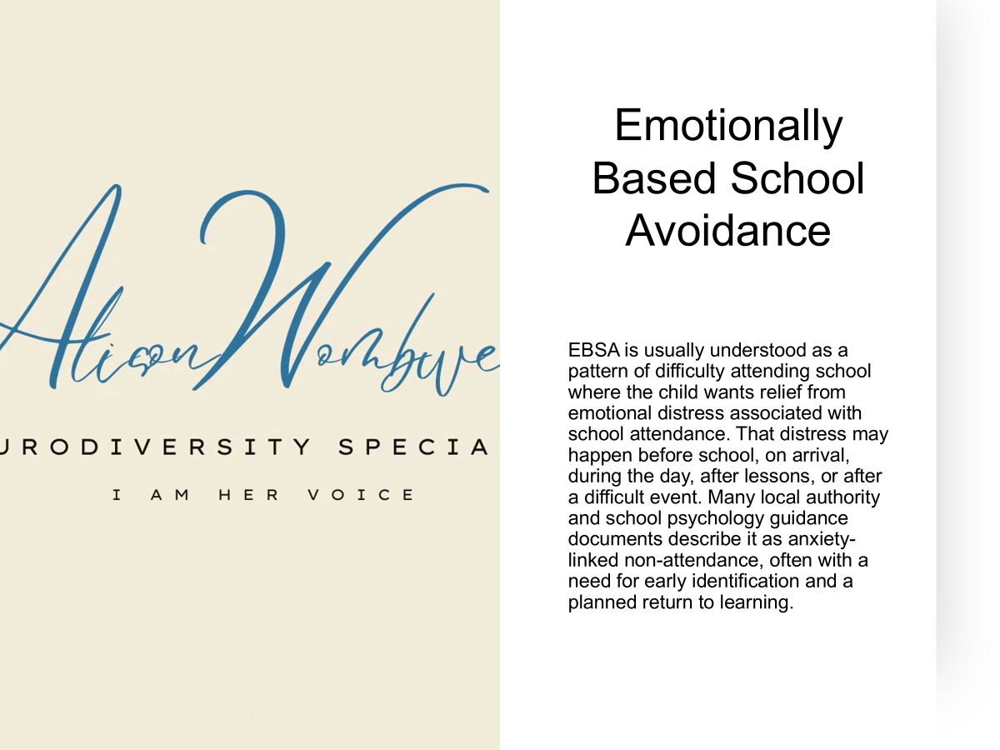 Alison Wombwe
URODIVERSITY SPECIA
I AM HER VOICE
Emotionally
Based School
Avoidance
EBSA is usually understood as a
pattern of difficulty attending school
where the child wants relief from
emotional distress associated with
school attendance. That distress may
happen before school, on arrival,
during the day, after lessons, or after
a difficult event. Many local authority
and school psychology guidance
documents describe it as anxiety-
linked non-attendance, often with a
need for early identification and a
planned return to learning.